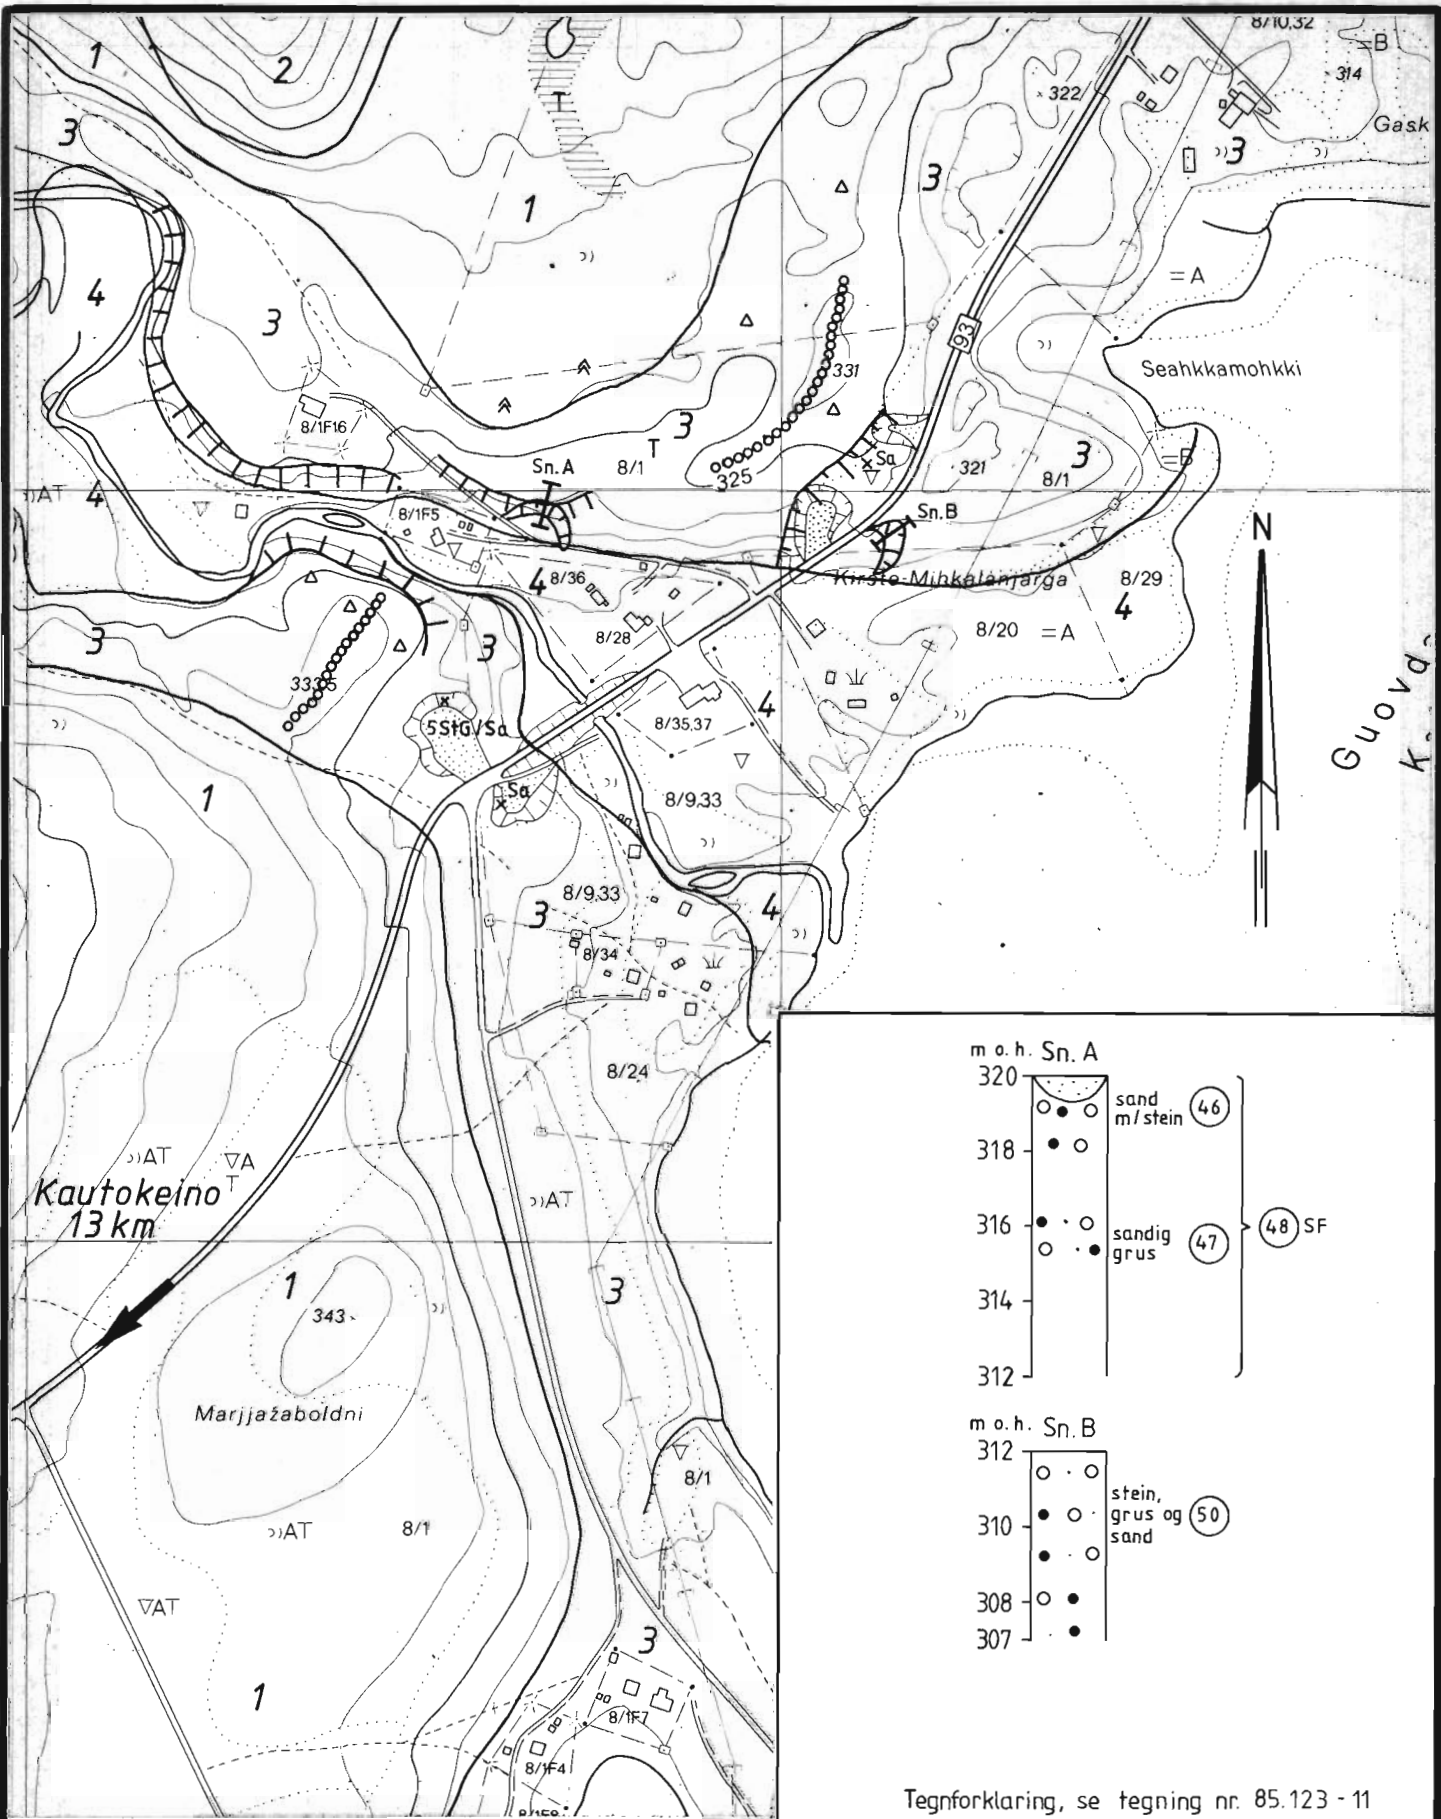 8/10,32
=B
314
Gask
1
2
322
3
T
3
3
1
4
3
=A
93
Seahkkamohkki
331
8/1F16
3
T
8/1
325
Sn.A
Sa
321
3
8/1
=B
AT
4
8/1F5
Sn.B
N
4
8/36
Kirste-Mihkalanjarga
8/29
4
8/28
8/20
=A
3
3
333,5
5StG/Sa
8/35,37
4
Guovd
K
1
Sa
8/9,33
8/9,33
3
4
8/34
8/24
AT
A
T
Kautokeino
13 km
AT
1
3
343
Marjjažaboldni
8/1
AT
8/1
AT
3
1
8/1F7
8/1F4
m o.h. Sn. A
320
sand
m/stein
46
318
316
sandig
grus
47
48 SF
314
312
m o.h. Sn. B
312
stein,
grus og
sand
50
310
308
307
Tegnforklaring, se tegning nr. 85.123 - 11